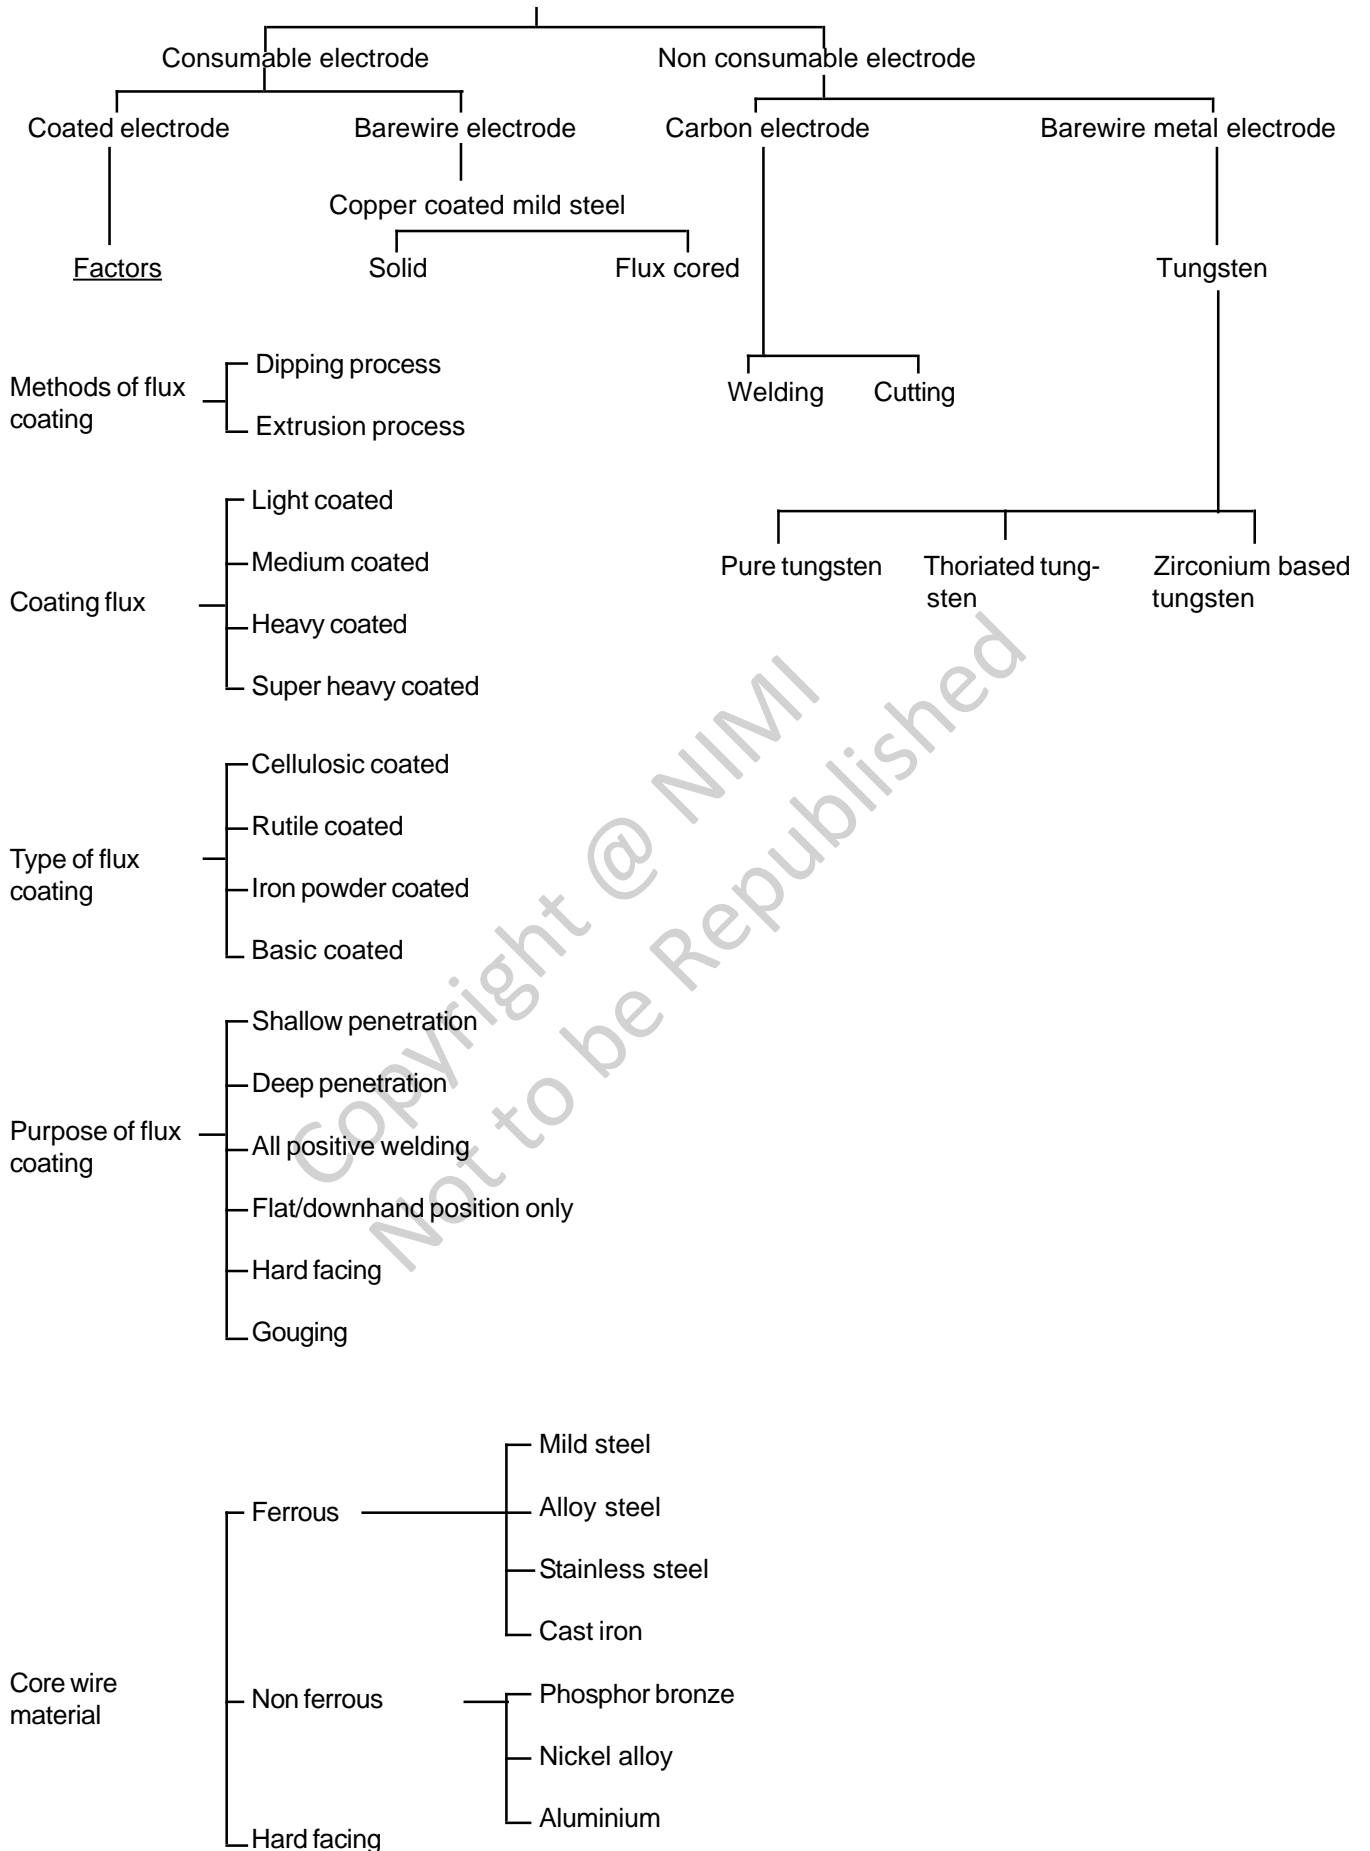 Consumable electrode
Non consumable electrode
Coated electrode
Barewire electrode
Carbon electrode
Barewire metal electrode
Copper coated mild steel
Factors
Solid
Flux cored
Tungsten
Welding
Cutting
Pure tungsten
Thoriated tung-
sten
Zirconium based
tungsten
Methods of flux
coating
Dipping process
Extrusion process
Coating flux
Light coated
Medium coated
Heavy coated
Super heavy coated
Type of flux
coating
Cellulosic coated
Rutile coated
Iron powder coated
Basic coated
Purpose of flux
coating
Shallow penetration
Deep penetration
All positive welding
Flat/downhand position only
Hard facing
Gouging
Core wire
material
Ferrous
Mild steel
Alloy steel
Stainless steel
Cast iron
Non ferrous
Phosphor bronze
Nickel alloy
Aluminium
Hard facing
Copyright @ NIMI
Not to be Republished